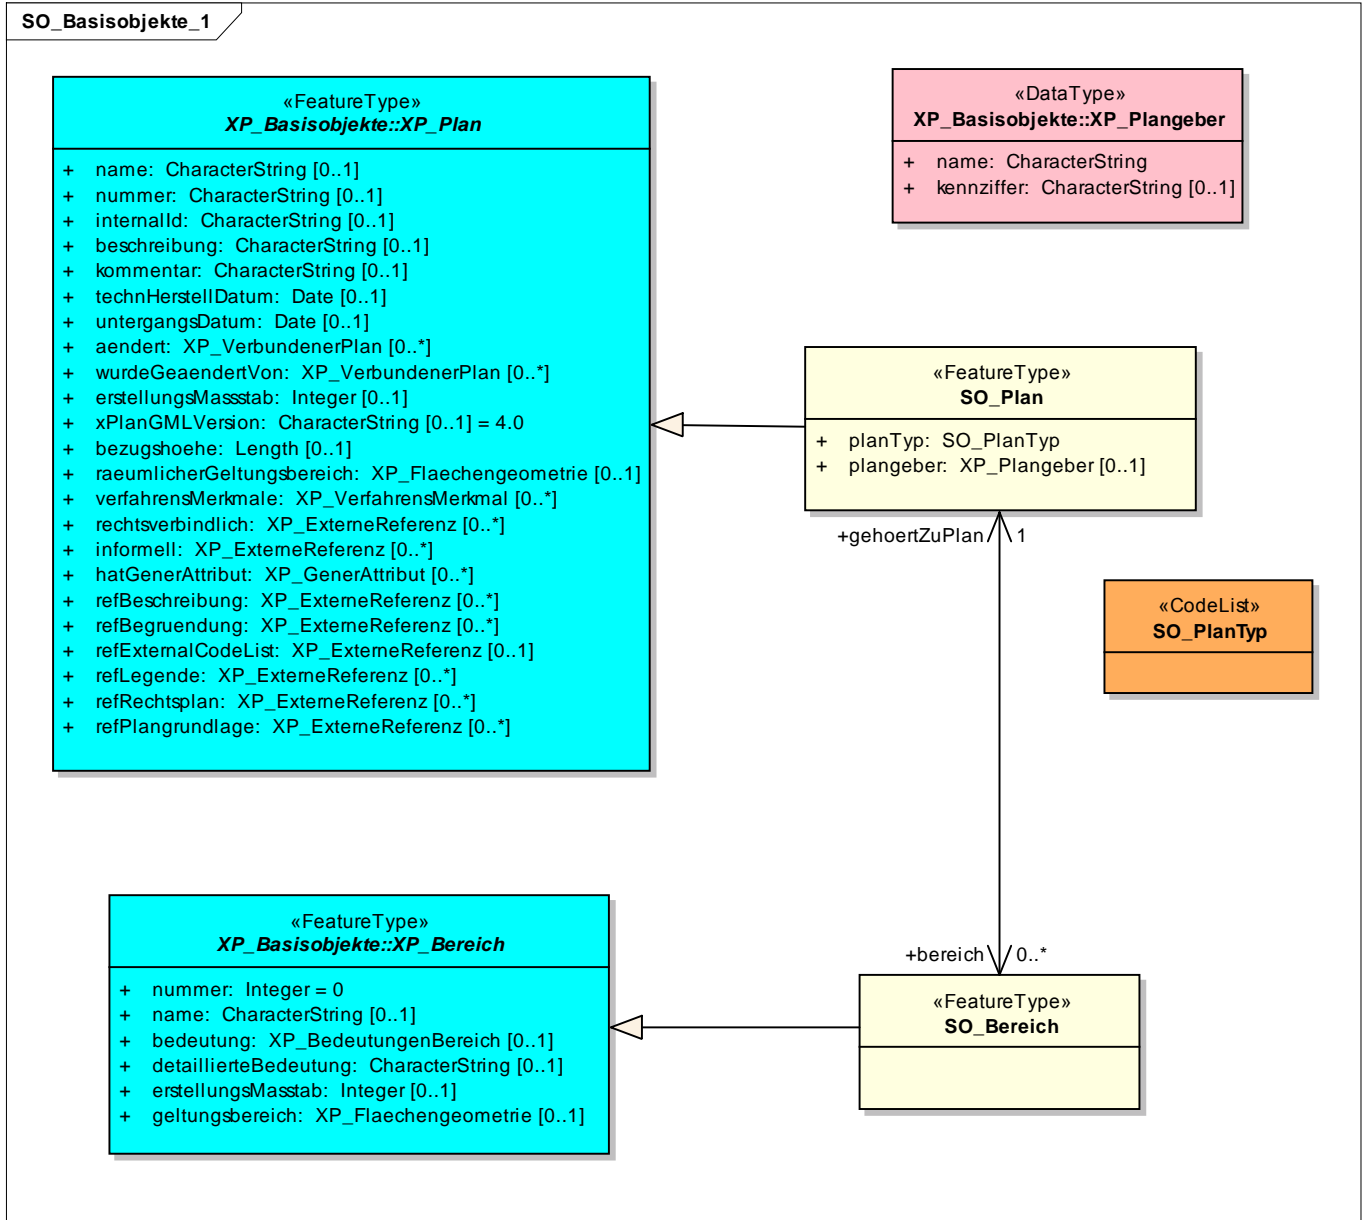 SO_Basisobjekte_1
«FeatureType»
XP_Basisobjekte::XP_Plan
+ name: CharacterString [0..1]
+ nummer: CharacterString [0..1]
+ internalId: CharacterString [0..1]
+ beschreibung: CharacterString [0..1]
+ kommentar: CharacterString [0..1]
+ technHerstellDatum: Date [0..1]
+ untergangsDatum: Date [0..1]
+ aendert: XP_VerbundenerPlan [0..*]
+ wurdeGeaendertVon: XP_VerbundenerPlan [0..*]
+ erstellungsMassstab: Integer [0..1]
+ xPlanGMLVersion: CharacterString [0..1] = 4.0
+ bezugshoehe: Length [0..1]
+ raeumlicherGeltungsbereich: XP_Flaechengeometrie [0..1]
+ verfahrensMerkmale: XP_VerfahrensMerkmal [0..*]
+ rechtsverbindlich: XP_ExterneReferenz [0..*]
+ informell: XP_ExterneReferenz [0..*]
+ hatGenerAttribut: XP_GenerAttribut [0..*]
+ refBeschreibung: XP_ExterneReferenz [0..*]
+ refBegruendung: XP_ExterneReferenz [0..*]
+ refExternalCodeList: XP_ExterneReferenz [0..1]
+ refLegende: XP_ExterneReferenz [0..*]
+ refRechtsplan: XP_ExterneReferenz [0..*]
+ refPlangrundlage: XP_ExterneReferenz [0..*]
«DataType»
XP_Basisobjekte::XP_Plangeber
+ name: CharacterString
+ kennziffer: CharacterString [0..1]
«FeatureType»
SO_Plan
+ planTyp: SO_PlanTyp
+ plangeber: XP_Plangeber [0..1]
+gehoertZuPlan 1
«CodeList»
SO_PlanTyp
+bereich 0..*
«FeatureType»
XP_Basisobjekte::XP_Bereich
+ nummer: Integer = 0
+ name: CharacterString [0..1]
+ bedeutung: XP_BedeutungenBereich [0..1]
+ detaillierteBedeutung: CharacterString [0..1]
+ erstellungsMasstab: Integer [0..1]
+ geltungsbereich: XP_Flaechengeometrie [0..1]
«FeatureType»
SO_Bereich